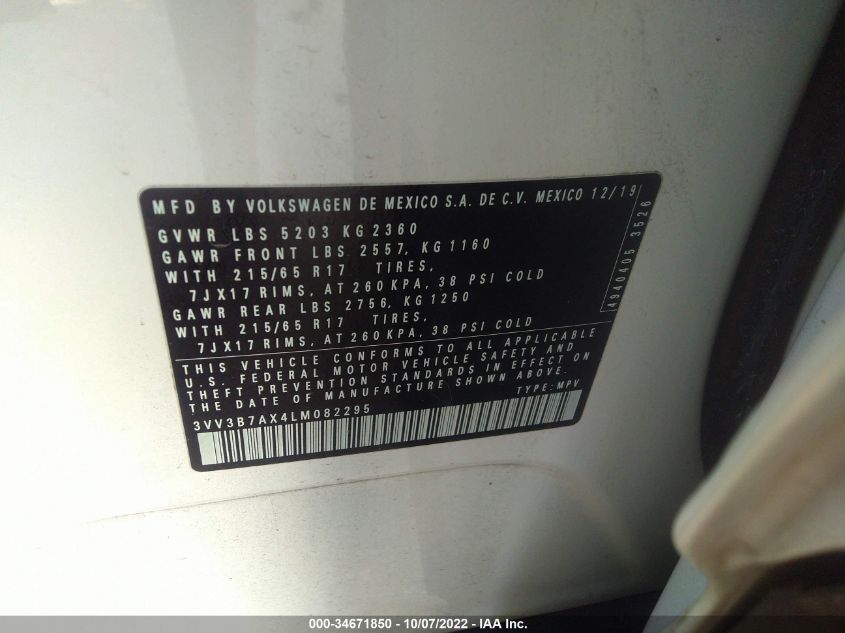 MFD BY VOLKSWAGEN DE MEXICO S.A. DE C.V. MEXICO 12/19
GVWR LBS 5203 KG 2360
GAWR FRONT LBS 2557, KG 1160
WITH 215/65 R17 TIRES,
7JX17 RIMS, AT 260 KPA, 38 PSI COLD
GAWR REAR LBS 2756, KG 1250
WITH 215/65 R17 TIRES,
7JX17 RIMS, AT 260 KPA, 38 PSI COLD
THIS VEHICLE CONFORMS TO ALL APPLICABLE
U.S. FEDERAL MOTOR VEHICLE SAFETY AND
THEFT PREVENTION STANDARDS IN EFFECT ON
THE DATE OF MANUFACTURE SHOWN ABOVE.
3VV3B7AX4LM082295 TYPE: MPV
4940405 3526
000-34671850 - 10/07/2022 - IAA Inc.